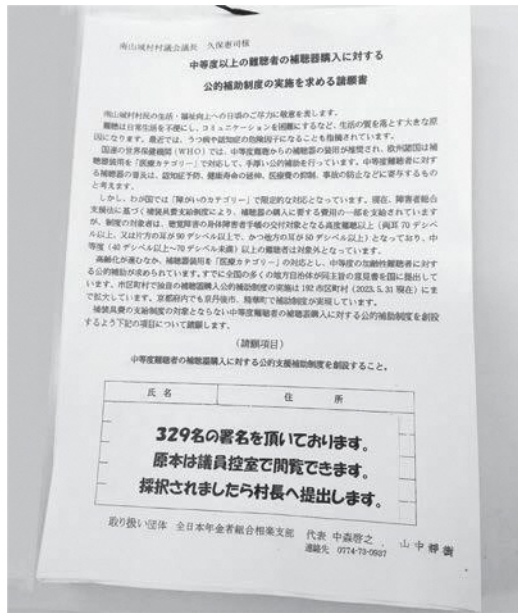 南山城村村議会議長 久保憲司様
中等度以上の難聴者の補聴器購入に対する
公的補助制度の実施を求める請願書
南山城村村民の生活・福祉向上への日頃のご尽力に敬意を表します。
難聴は日常生活を不便にし、コミュニケーションを困難にするなど、生活の質を落とす大きな原
因になります。最近では、うつ病や認知症の危険因子になることも指摘されています。
国連の世界保健機関(WHO)では、中等度難聴からの補聴器の装用が推奨され、欧州諸国は補
聴器装用を「医療カテゴリー」で対応して、手厚い公的補助を行っています。中等度難聴者に対す
る補聴器の普及は、認知症予防、健康寿命の延伸、医療費の抑制、事故の防止などに寄与するもの
と考えます。
しかし、わが国では「障がいのカテゴリー」で限定的な対応となっています。現在、障害者総合
支援法に基づく補装具費支給制度により、補聴器の購入に要する費用の一部を支給されています
が、制度の対象者は、聴覚障害の身体障害者手帳の交付対象となる高度難聴以上(両耳70デシベ
ル以上、又は片方の耳が90デシベル以上で、かつ他方の耳が50デシベル以上)となっており、中
等度(40デシベル以上~70デシベル未満)以上の難聴者は対象外となっています。
高齢化が進むなか、補聴器装用を「医療カテゴリー」の対応とし、中等度の加齢性難聴者に対す
る公的補助が求められています。すでに全国の多くの地方自治体が同主旨の意見書を国に提出して
います。市区町村で独自の補聴器購入公的補助制度の実施は192市区町村(2023.5.31現在)にま
で拡大しています。京都府内でも京丹後市、精華町で補助制度が実現しています。
補装具費の支給制度の対象とならない中等度難聴者の補聴器購入に対する公的補助制度を創設
するよう下記の項目について請願します。
(請願項目)
中等度難聴者の補聴器購入に対する公的支援補助制度を創設すること。
氏 名 住 所
329名の署名を頂いております。
原本は議員控室で閲覧できます。
採択されましたら村長へ提出します。
取り扱い団体 全日本年金者組合相楽支部 代表 中森啓之 . 山中
連絡先 0774-73-0937